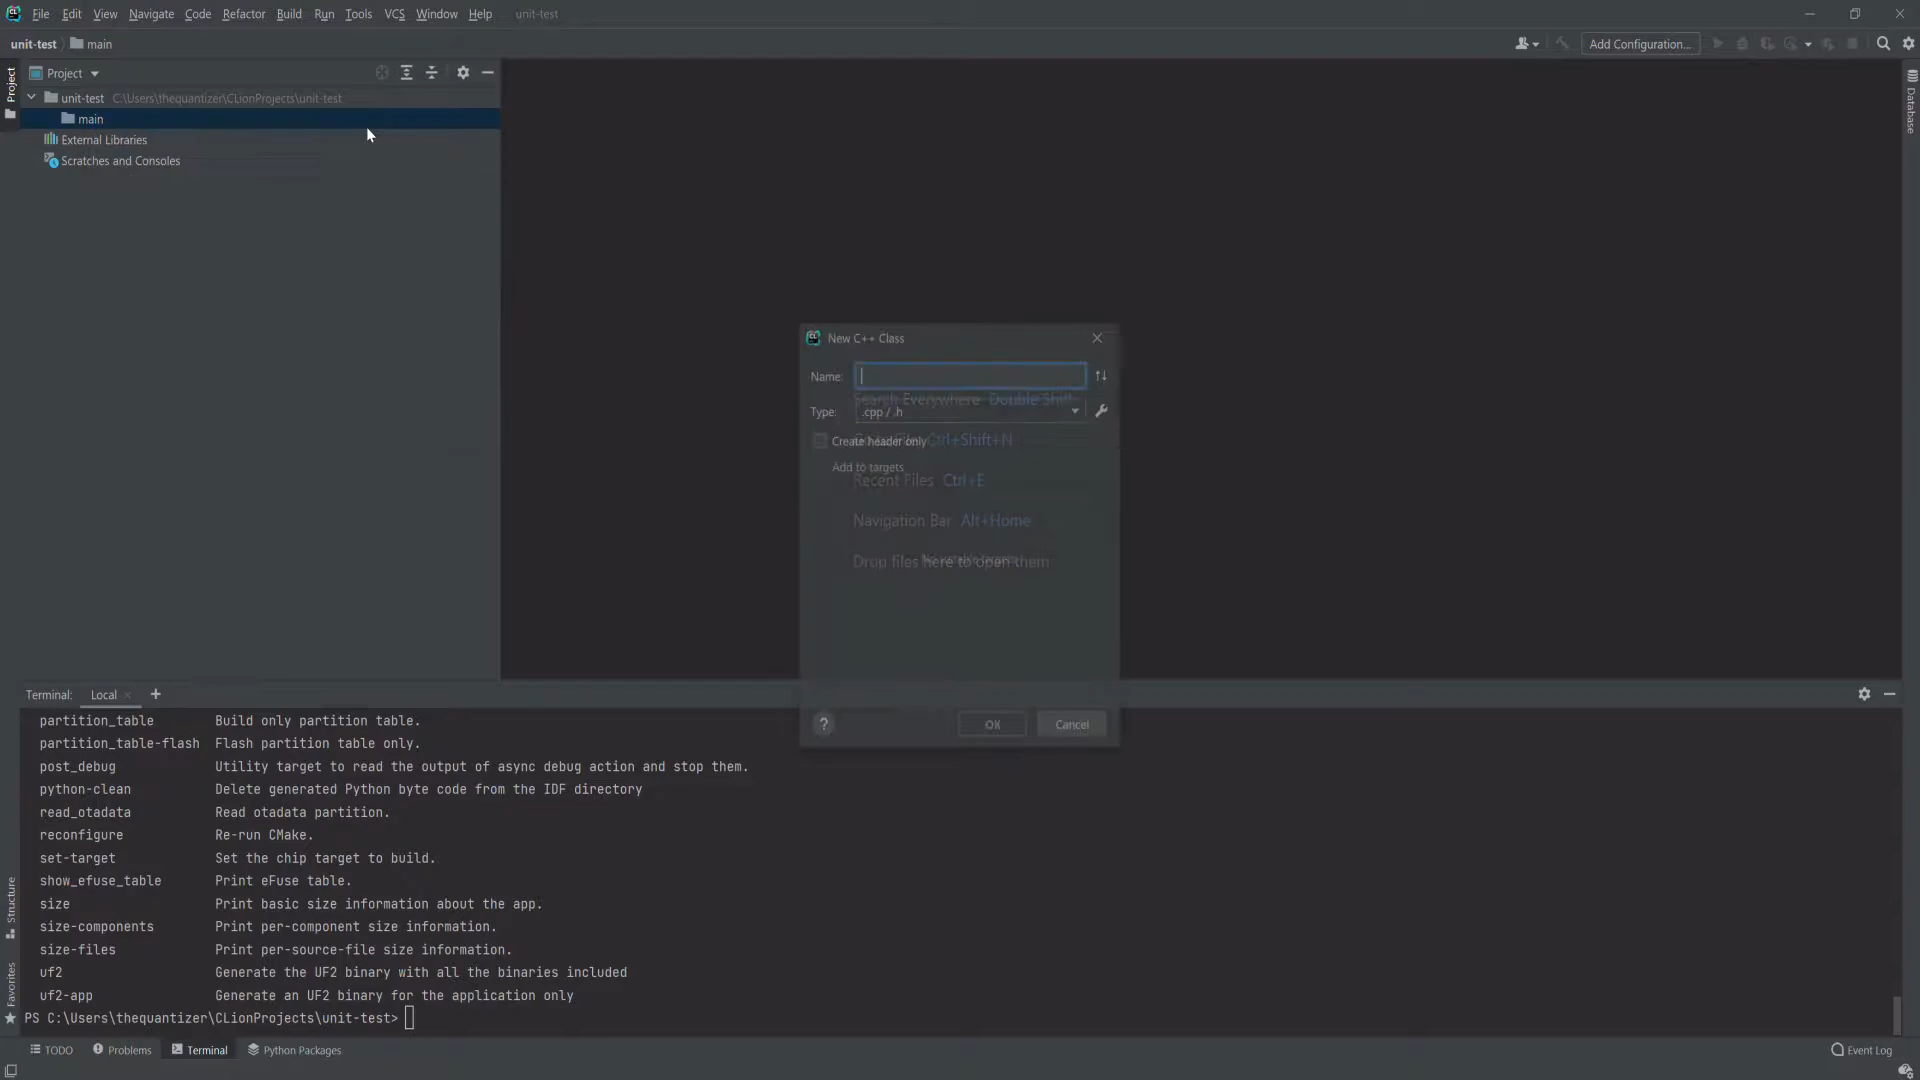 File Edit View Navigate Code Refactor Build Run Tools VCS Window Help unit-test
unit-test main
Add Configuration...
Project
Project
unit-test C:\Users\thequantizer\CLionProjects\unit-test
main
External Libraries
Scratches and Consoles
Database
New C++ Class
Name:
Search Everywhere Double Shift
Type: .cpp / .h
Create header only
Ctrl+Shift+N
Add to targets
Recent Files Ctrl+E
Navigation Bar Alt+Home
Drop files here to open them
OK
Cancel
Terminal: Local
partition_table Build only partition table.
partition_table-flash Flash partition table only.
post_debug Utility target to read the output of async debug action and stop them.
python-clean Delete generated Python byte code from the IDF directory
read_otadata Read otadata partition.
reconfigure Re-run CMake.
set-target Set the chip target to build.
show_efuse_table Print eFuse table.
size Print basic size information about the app.
size-components Print per-component size information.
size-files Print per-source-file size information.
uf2 Generate the UF2 binary with all the binaries included
uf2-app Generate an UF2 binary for the application only
PS C:\Users\thequantizer\CLionProjects\unit-test>
Structure
Favorites
TODO Problems Terminal Python Packages
Event Log